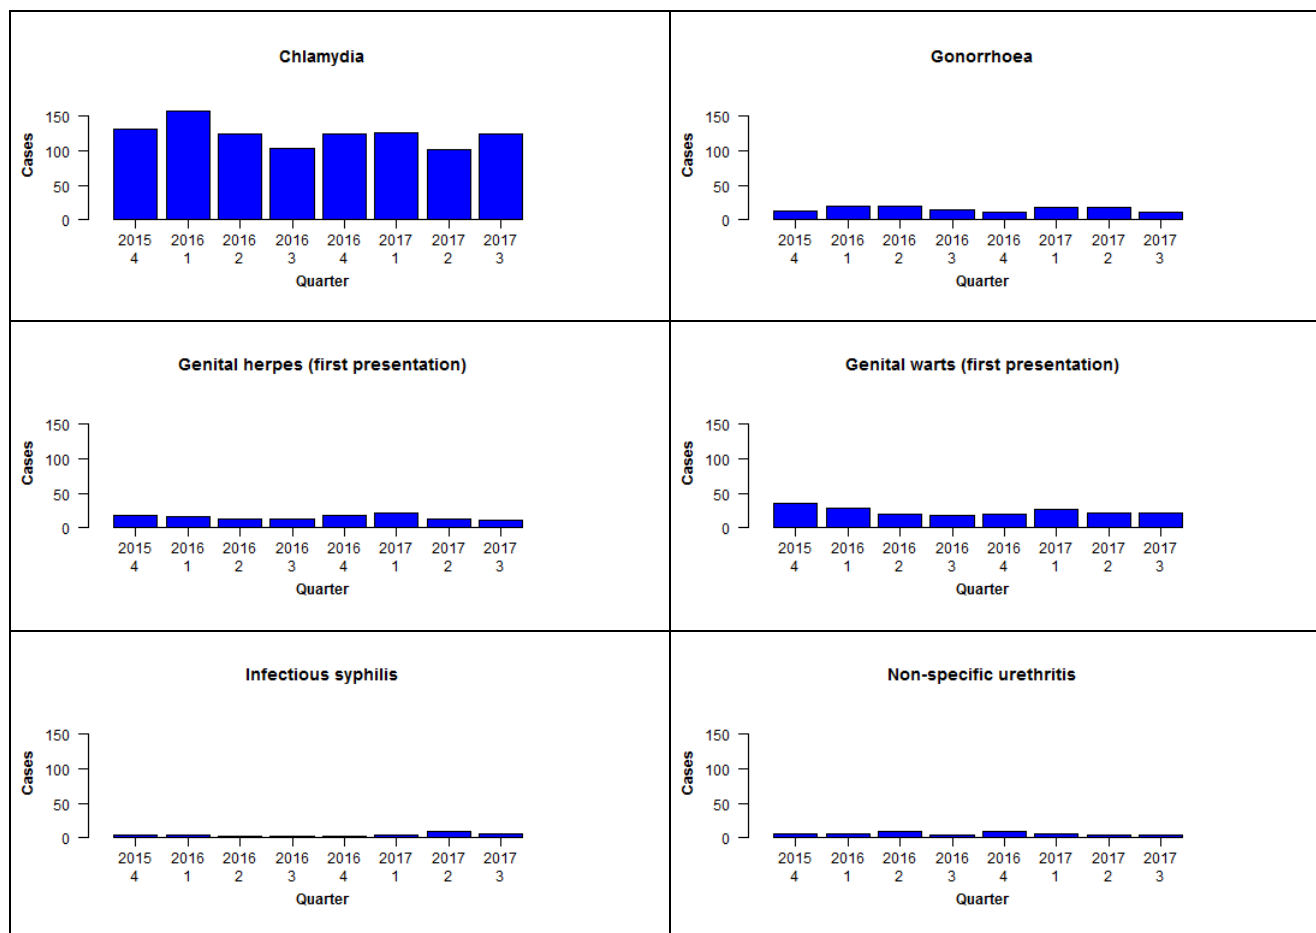 Chlamydia
Cases
150
100
50
0
2015 2016 2016 2016 2016 2017 2017 2017
4 1 2 3 4 1 2 3
Quarter
Gonorrhoea
Cases
150
100
50
0
2015 2016 2016 2016 2016 2017 2017 2017
4 1 2 3 4 1 2 3
Quarter
Genital herpes (first presentation)
Cases
150
100
50
0
2015 2016 2016 2016 2016 2017 2017 2017
4 1 2 3 4 1 2 3
Quarter
Genital warts (first presentation)
Cases
150
100
50
0
2015 2016 2016 2016 2016 2017 2017 2017
4 1 2 3 4 1 2 3
Quarter
Infectious syphilis
Cases
150
100
50
0
2015 2016 2016 2016 2016 2017 2017 2017
4 1 2 3 4 1 2 3
Quarter
Non-specific urethritis
Cases
150
100
50
0
2015 2016 2016 2016 2016 2017 2017 2017
4 1 2 3 4 1 2 3
Quarter